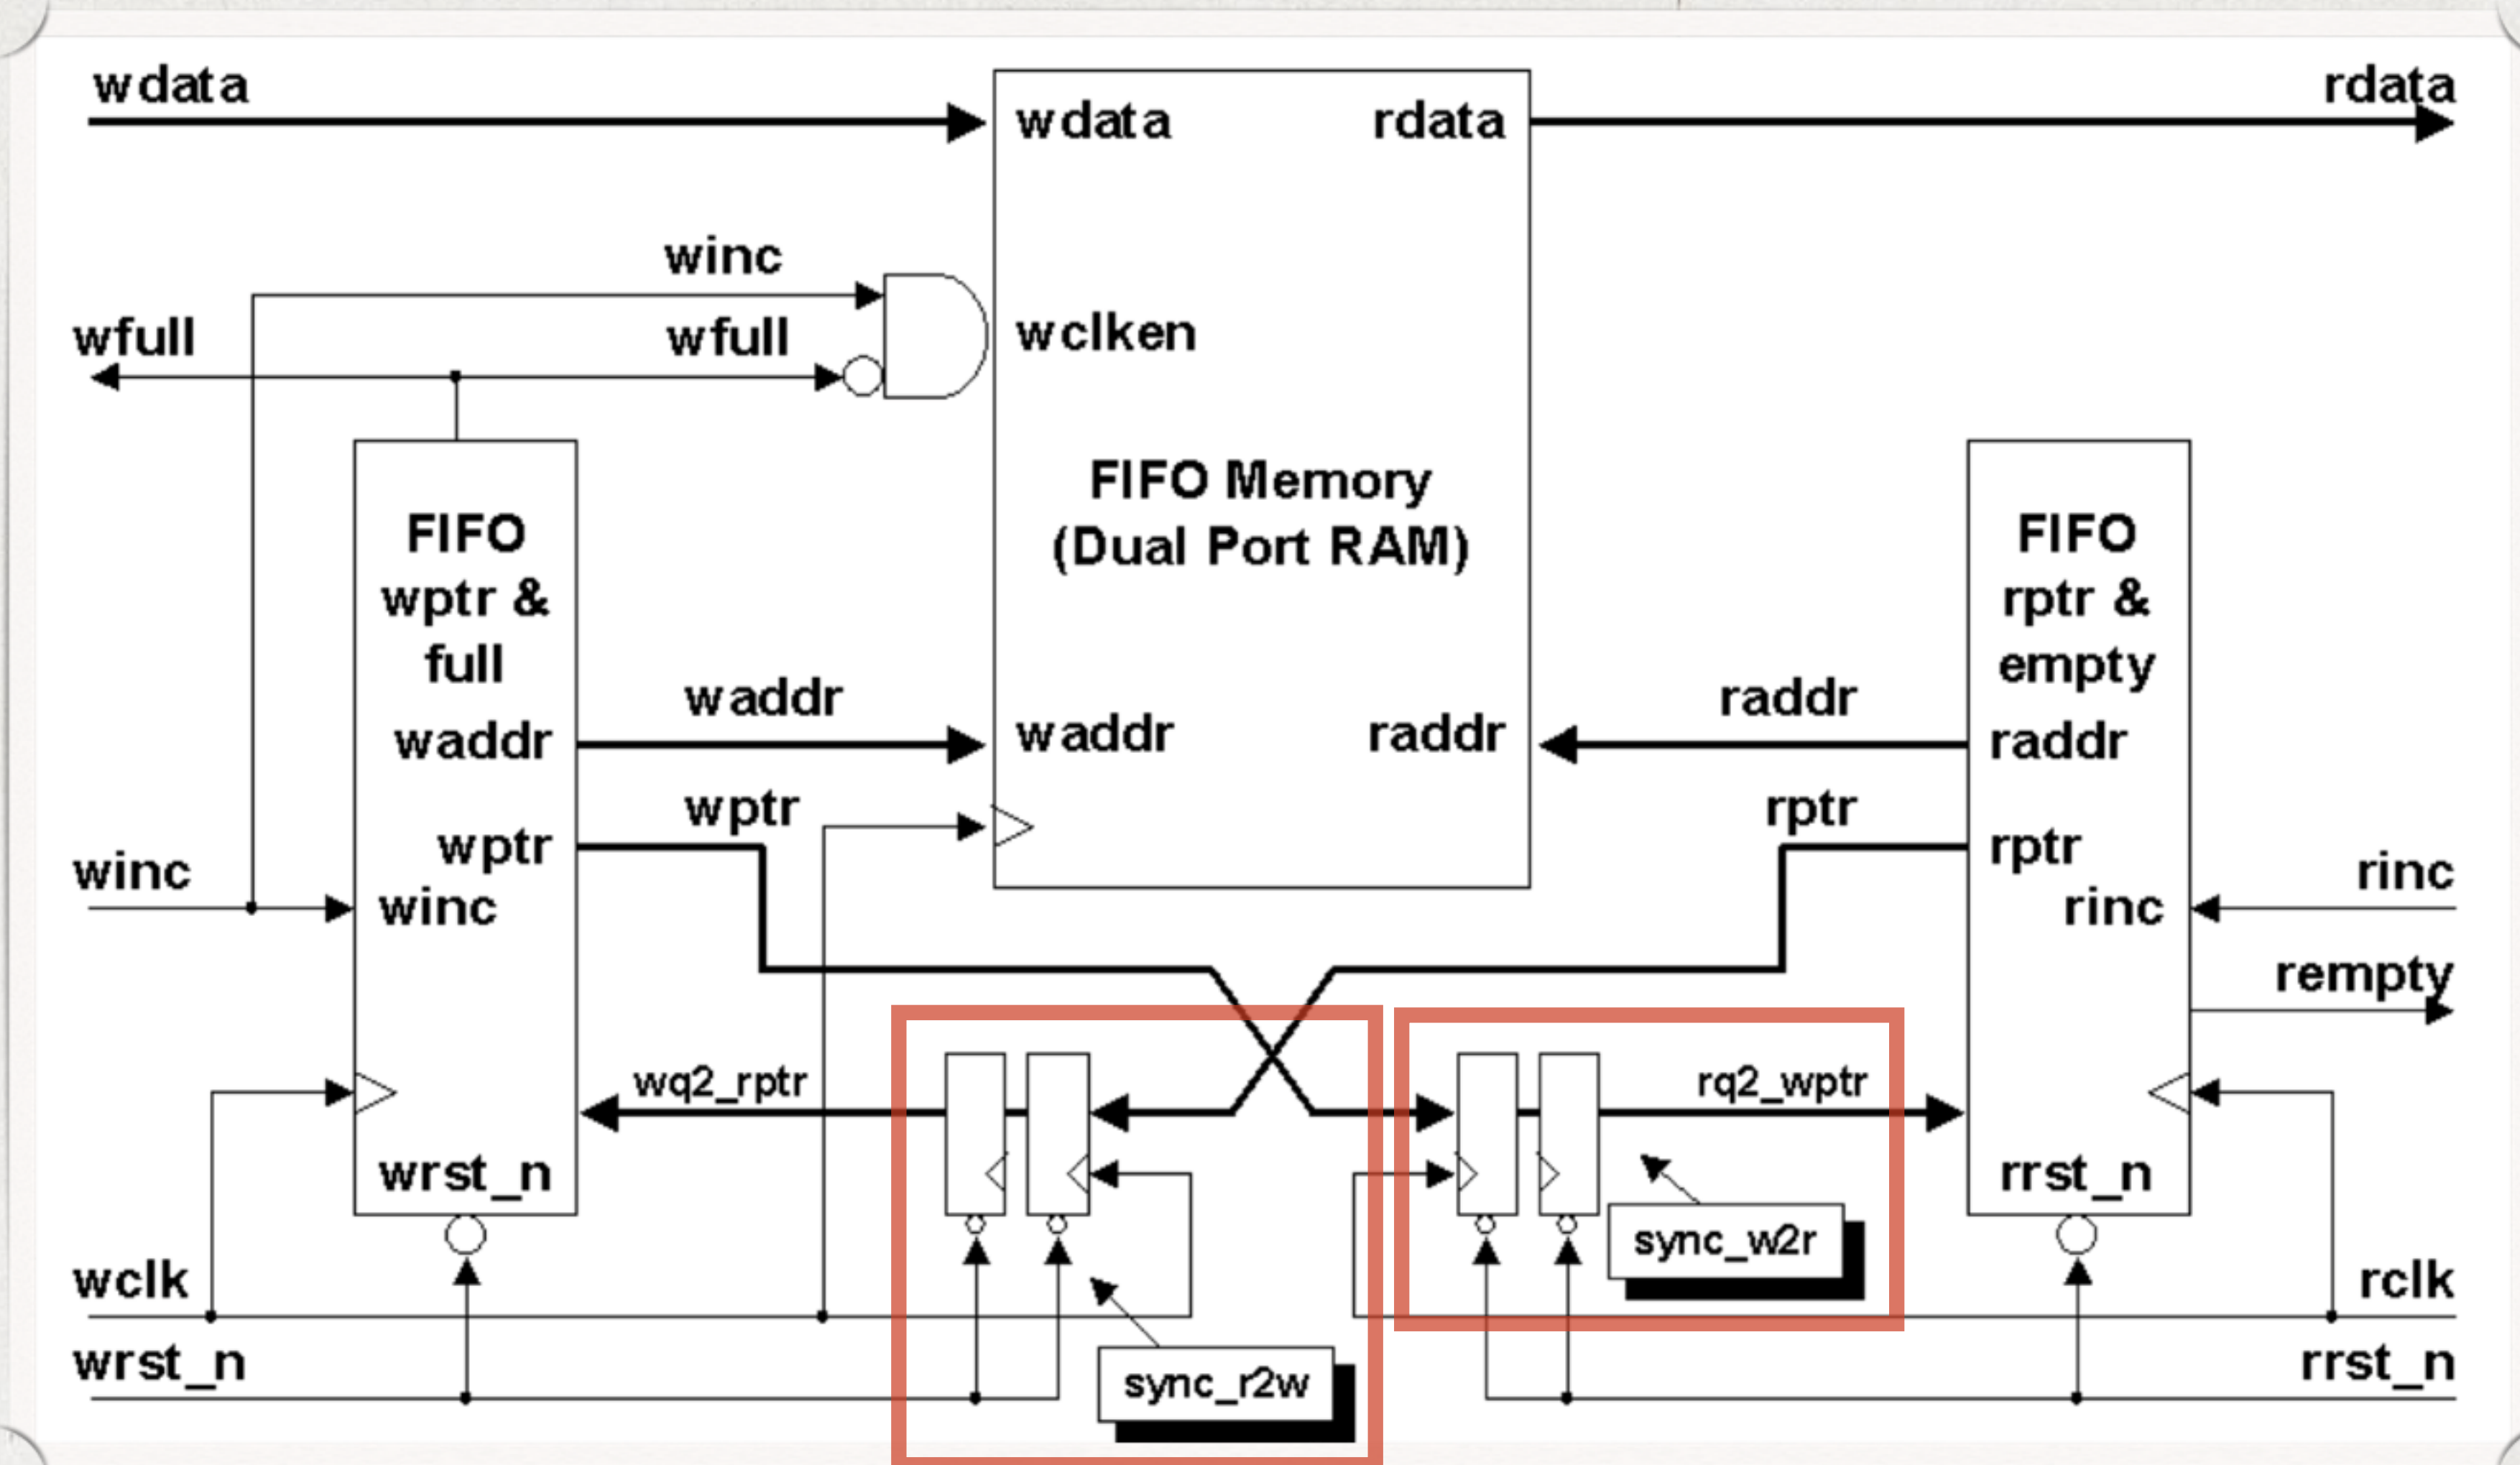 wdata
rdata
wdata
rdata
winc
wfull
wfull
wclken
FIFO Memory
(Dual Port RAM)
FIFO
wptr &
full
waddr
wptr
winc
wrst_n
FIFO
rptr &
empty
raddr
rptr
rinc
rrst_n
waddr
waddr
raddr
raddr
wptr
rptr
winc
rinc
rempty
wq2_rptr
rq2_wptr
sync_w2r
sync_r2w
wclk
rclk
wrst_n
rrst_n